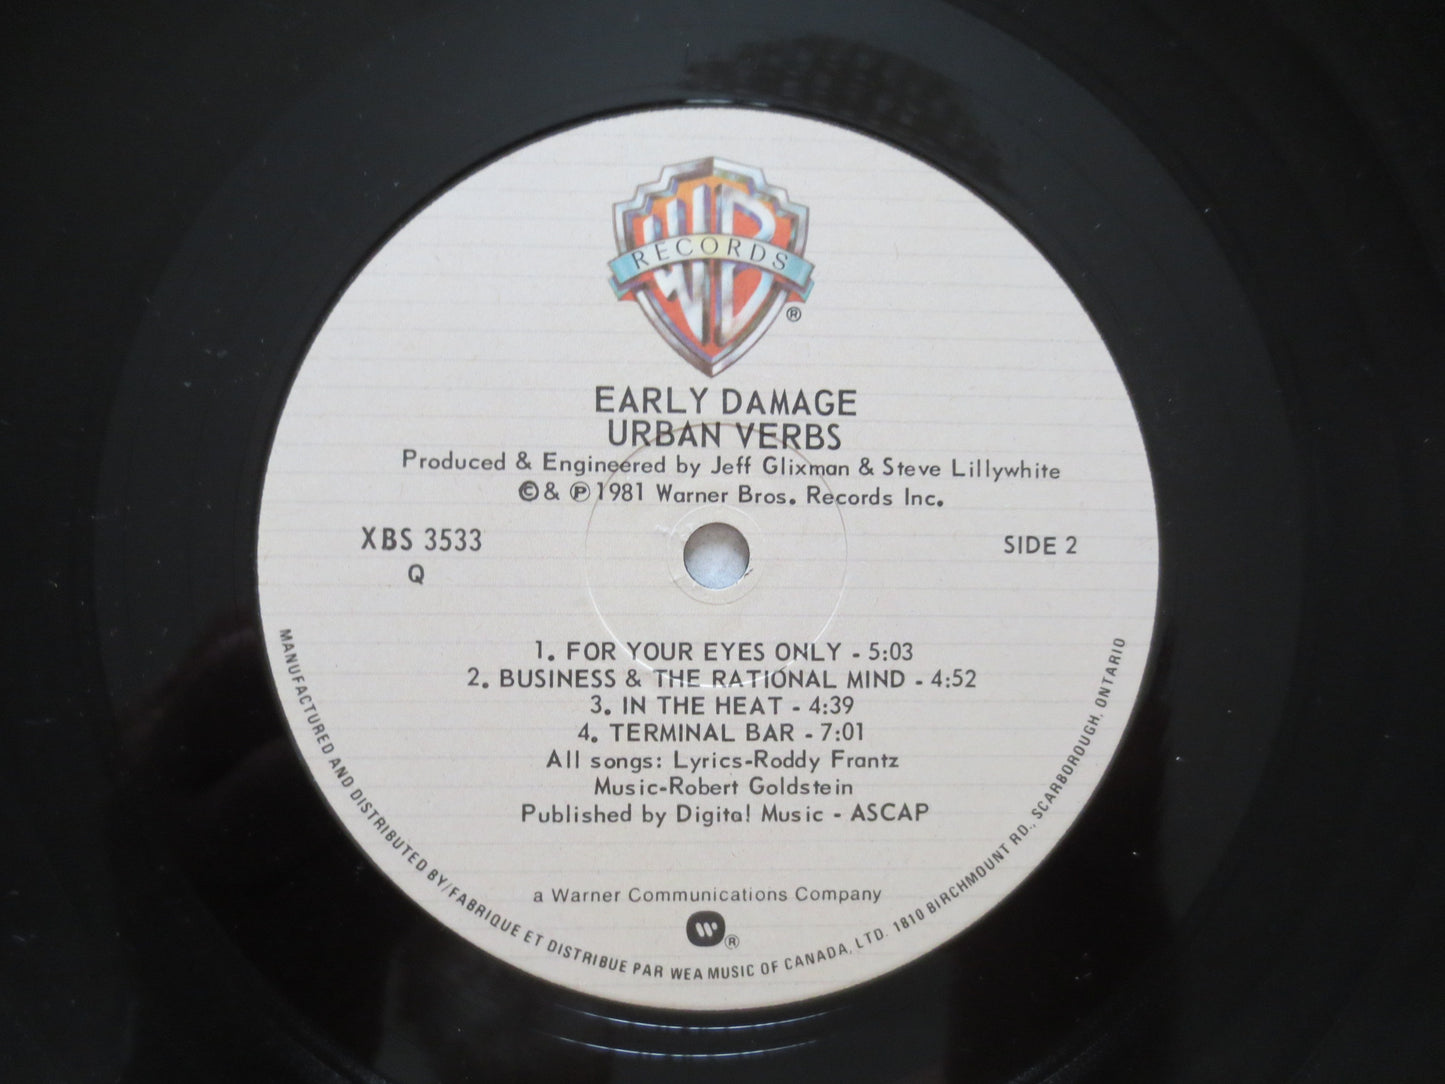 WB
RECORDS
®
EARLY DAMAGE
URBAN VERBS
Produced & Engineered by Jeff Glixman & Steve Lillywhite
©& ℗1981 Warner Bros. Records Inc.
XBS 3533
Q
SIDE 2
1. FOR YOUR EYES ONLY - 5:03
2. BUSINESS & THE RATIONAL MIND - 4:52
3. IN THE HEAT - 4:39
4. TERMINAL BAR - 7:01
All songs: Lyrics-Roddy Frantz
Music-Robert Goldstein
Published by Digital Music - ASCAP
a Warner Communications Company
®
MANUFACTURED AND DISTRIBUTED BY/FABRIQUE ET DISTRIBUE PAR WEA MUSIC OF CANADA, LTD. 1810 BIRCHMOUNT RD., SCARBOROUGH, ONTARIO